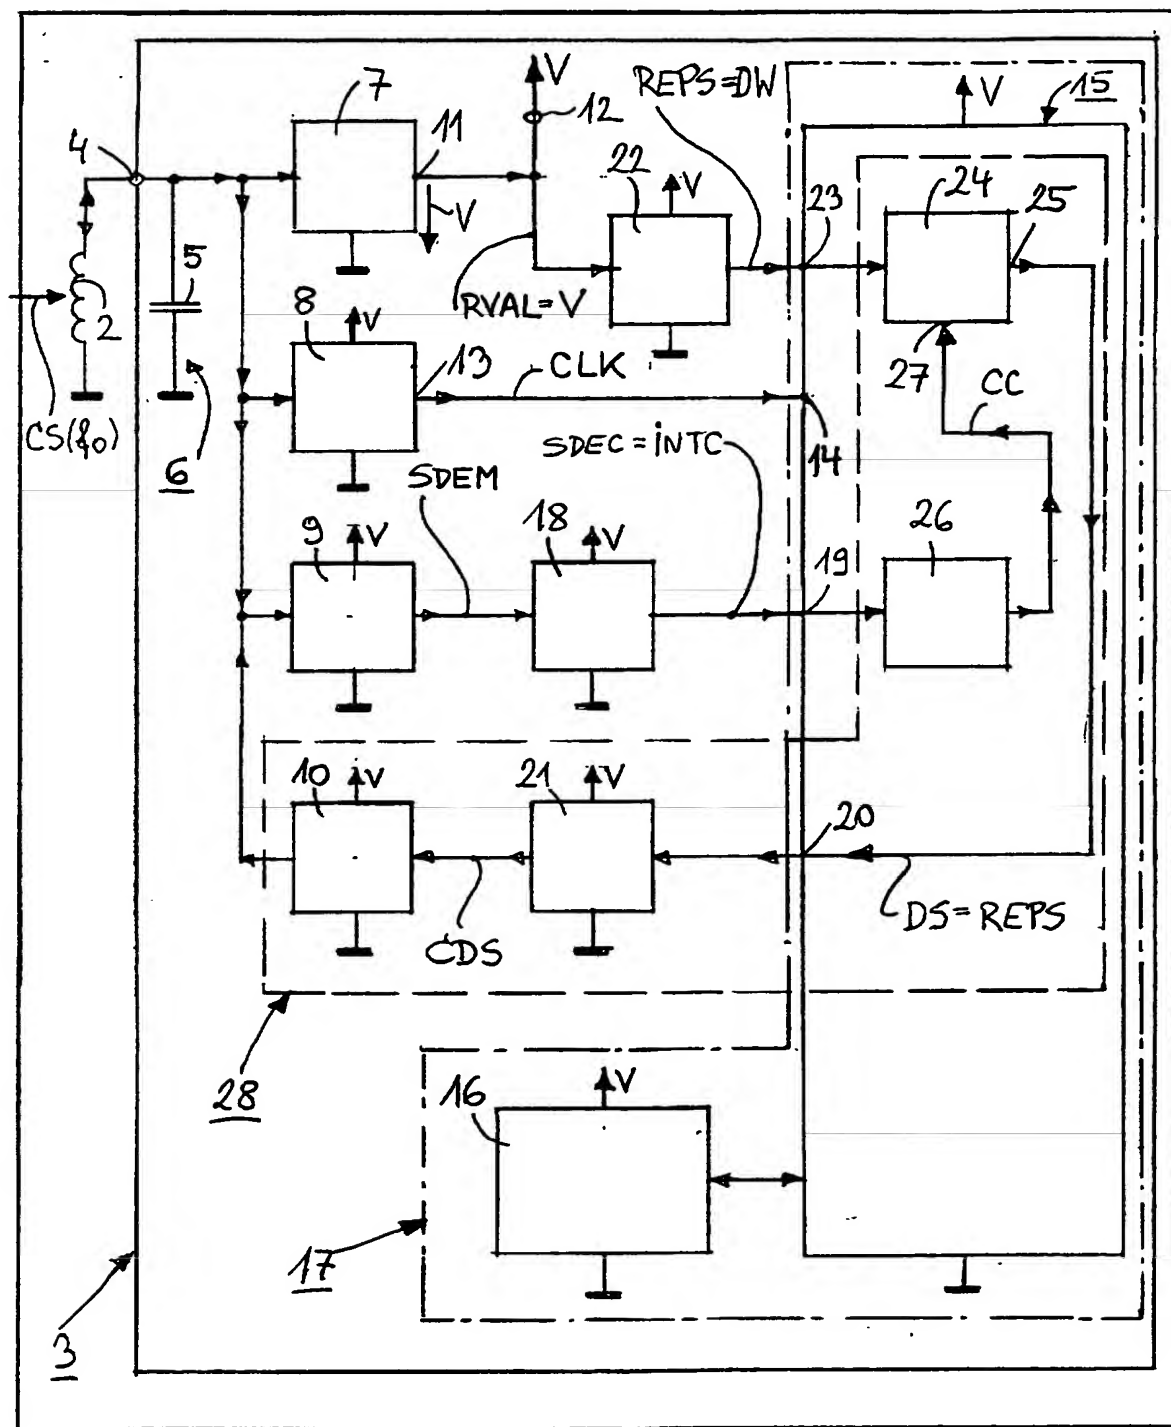 7
V
12
REPS=DW
V
15
4
11
22
V
23
24
25
V
5
2
8
V
RVAL=V
13
CLK
27
CC
CS(f0)
6
SDEC=INTC
14
SDEM
9
V
18
V
19
26
10
V
21
V
20
CDS
DS=REPS
28
16
V
17
3